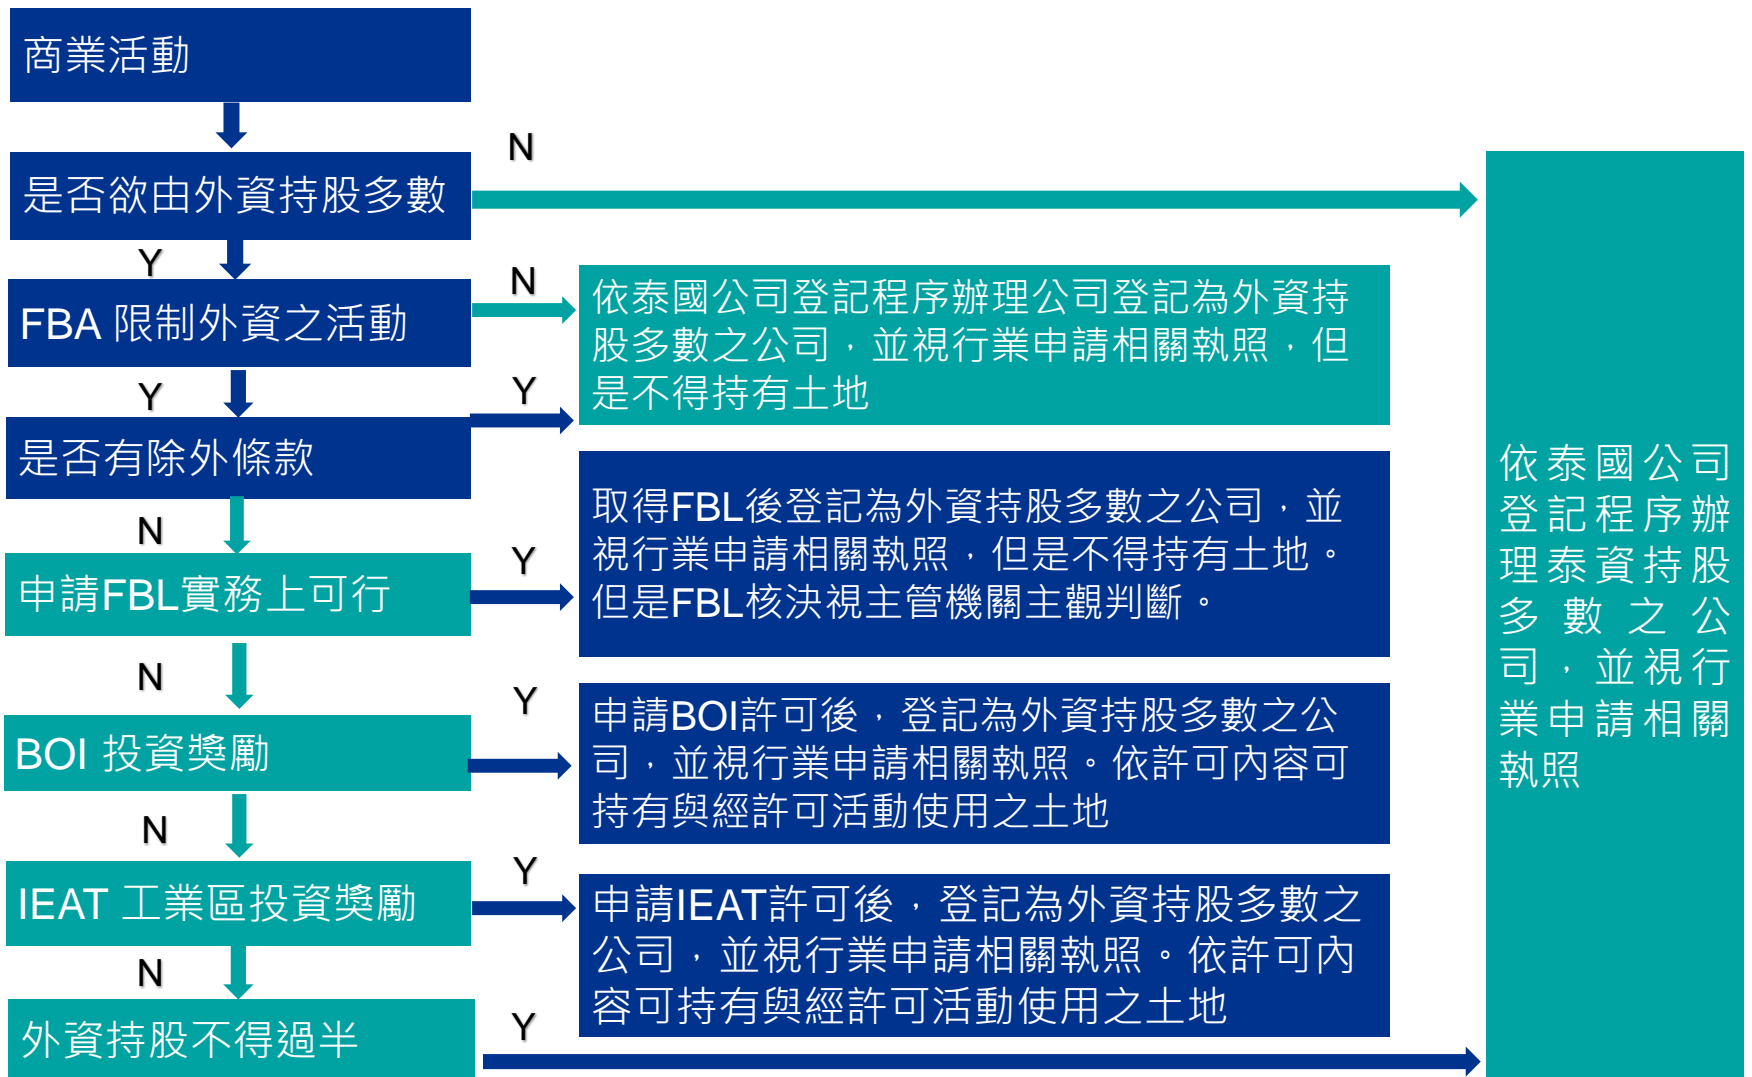 商業活動
N
是否欲由外資持股多數
Y
FBA 限制外資之活動
N
依泰國公司登記程序辦理公司登記為外資持
股多數之公司，並視行業申請相關執照，但
是不得持有土地
Y
Y
是否有除外條款
N
取得FBL後登記為外資持股多數之公司，並
視行業申請相關執照，但是不得持有土地。
但是FBL核決視主管機關主觀判斷。
Y
申請FBL實務上可行
N
Y
申請BOI許可後，登記為外資持股多數之公
司，並視行業申請相關執照。依許可內容可
持有與經許可活動使用之土地
BOI 投資獎勵
N
Y
IEAT 工業區投資獎勵
申請IEAT許可後，登記為外資持股多數之
公司，並視行業申請相關執照。依許可內
容可持有與經許可活動使用之土地
N
外資持股不得過半
Y
依泰國公司
登記程序辦
理泰資持股
多數之公
司，並視行
業申請相關
執照